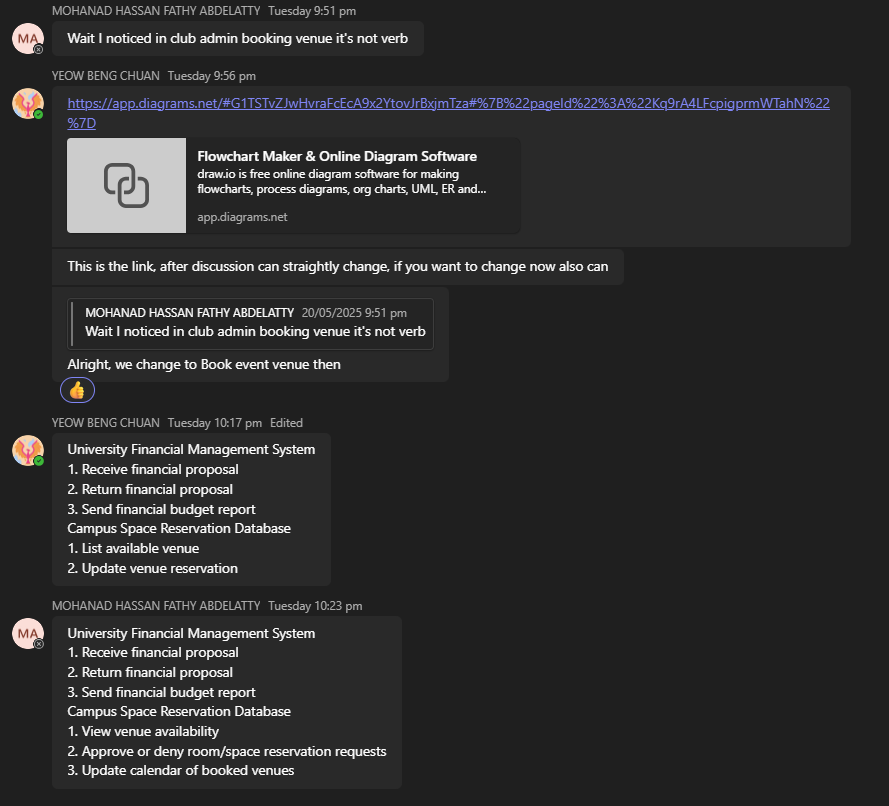 MOHANAD HASSAN FATHY ABDELATTY Tuesday 9:51 pm
MA
Wait I noticed in club admin booking venue it's not verb
YEOW BENG CHUAN Tuesday 9:56 pm
https://app.diagrams.net/#G1TSTvZJwHvraFcEcA9x2YtovJrBxjmTza#%7B%22pageId%22%3A%22Kq9rA4LFcpigprmWTahN%22
%7D
Flowchart Maker & Online Diagram Software
draw.io is free online diagram software for making
flowcharts, process diagrams, org charts, UML, ER and...
app.diagrams.net
This is the link, after discussion can straightly change, if you want to change now also can
MOHANAD HASSAN FATHY ABDELATTY 20/05/2025 9:51 pm
Wait I noticed in club admin booking venue it's not verb
Alright, we change to Book event venue then
👍
YEOW BENG CHUAN Tuesday 10:17 pm Edited
University Financial Management System
1. Receive financial proposal
2. Return financial proposal
3. Send financial budget report
Campus Space Reservation Database
1. List available venue
2. Update venue reservation
MOHANAD HASSAN FATHY ABDELATTY Tuesday 10:23 pm
MA
University Financial Management System
1. Receive financial proposal
2. Return financial proposal
3. Send financial budget report
Campus Space Reservation Database
1. View venue availability
2. Approve or deny room/space reservation requests
3. Update calendar of booked venues